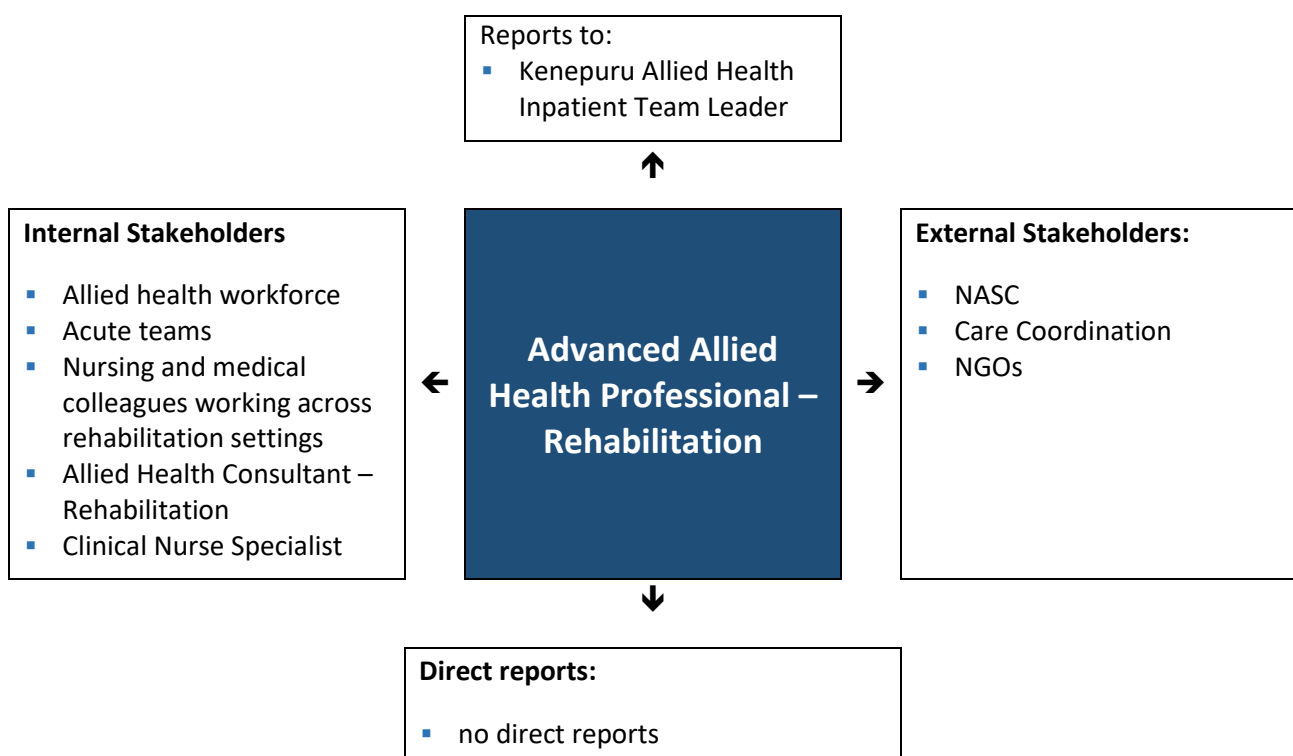 Reports to:
▪ Kenepuru Allied Health
Inpatient Team Leader
Internal Stakeholders
▪ Allied health workforce
▪ Acute teams
▪ Nursing and medical
colleagues working across
rehabilitation settings
▪ Allied Health Consultant –
Rehabilitation
▪ Clinical Nurse Specialist
Advanced Allied
Health Professional –
Rehabilitation
External Stakeholders:
▪ NASC
▪ Care Coordination
▪ NGOs
Direct reports:
▪ no direct reports